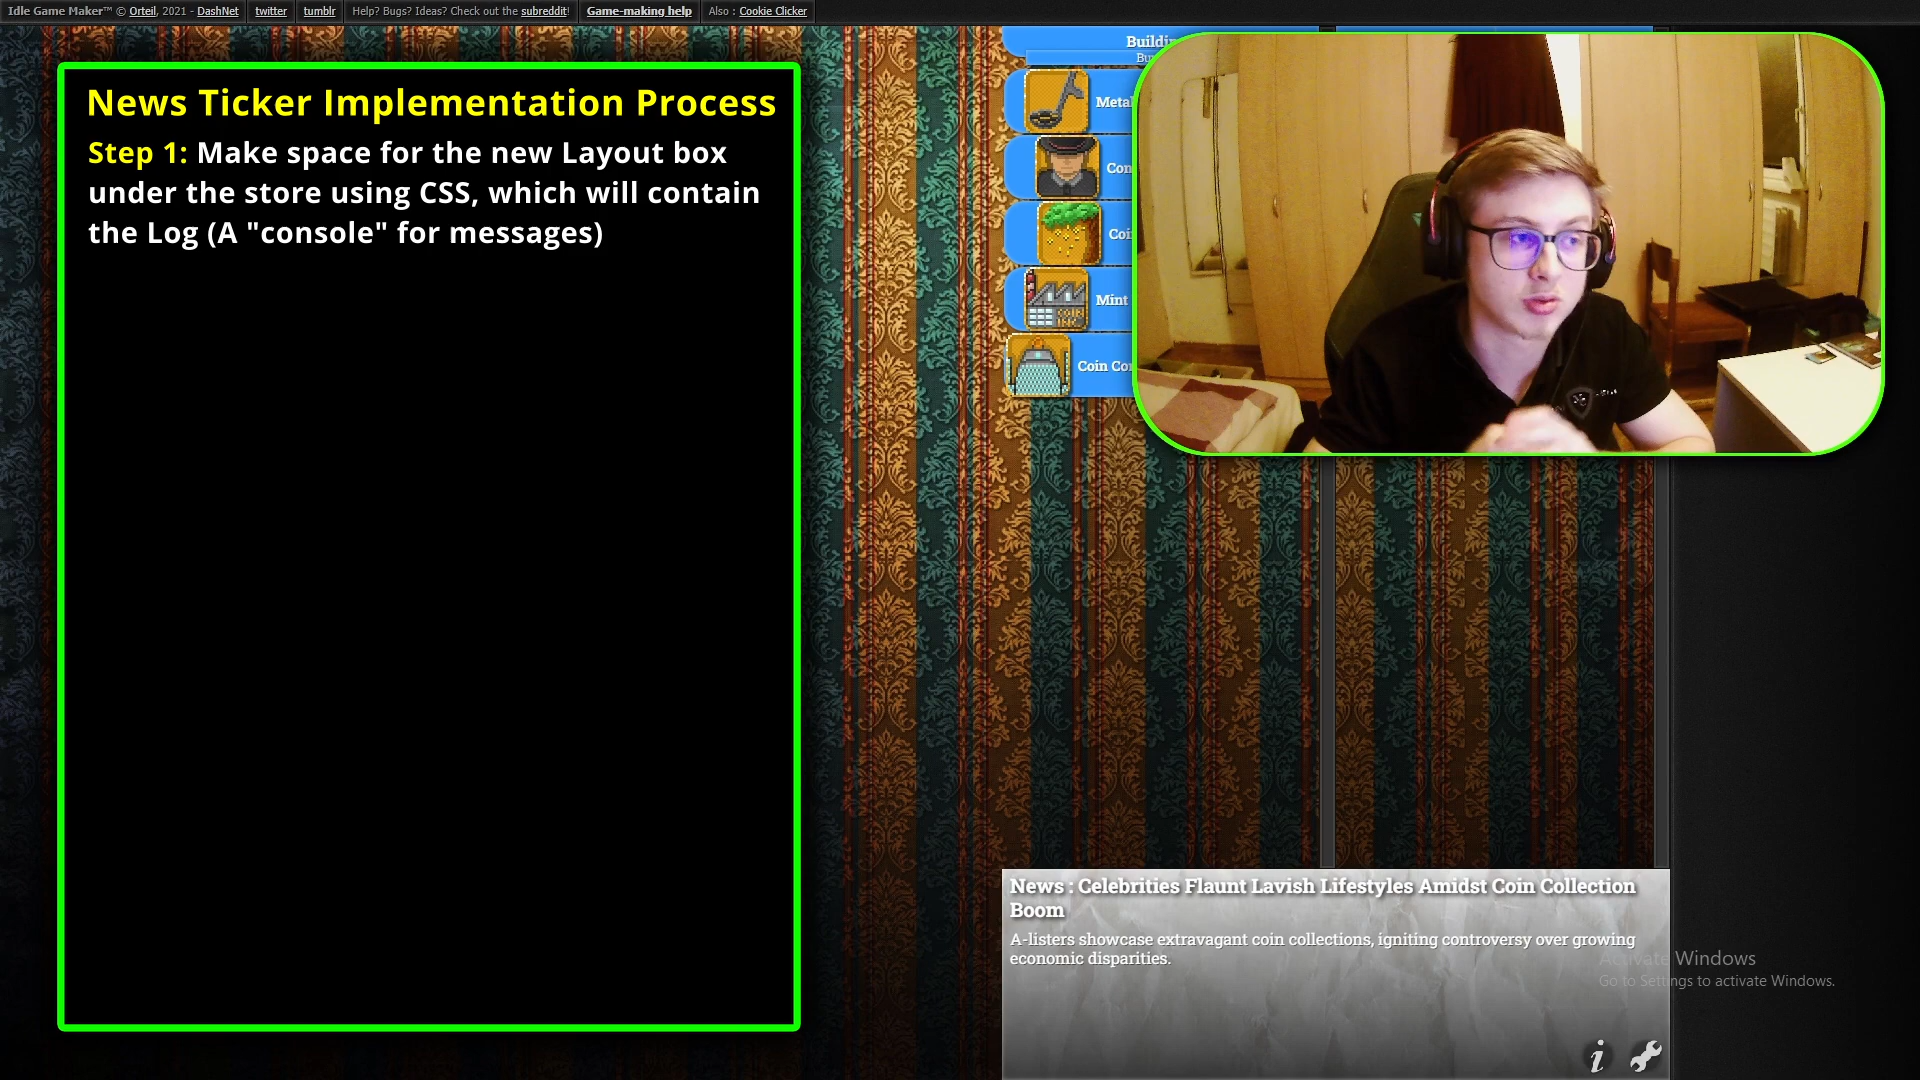 Idle Game Maker™ © Orteil, 2021 - DashNet
twitter
tumblr
Help? Bugs? Ideas? Check out the subreddit!
Game-making help
Also : Cookie Clicker
News Ticker Implementation Process
Step 1: Make space for the new Layout box
under the store using CSS, which will contain
the Log (A "console" for messages)
Mint
News : Celebrities Flaunt Lavish Lifestyles Amidst Coin Collection
Boom
A-listers showcase extravagant coin collections, igniting controversy over growing
economic disparities.
Activate Windows
Go to Settings to activate Windows.